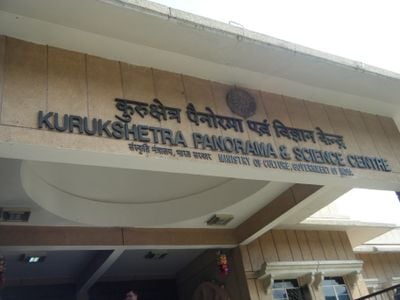 कुरुक्षेत्र पैनोरमा एवं विज्ञान केन्द्र
KURUKSHETRA PANORAMA & SCIENCE CENTRE
संस्कृति मंत्रालय, भारत सरकार MINISTRY OF CULTURE, GOVERNMENT OF INDIA